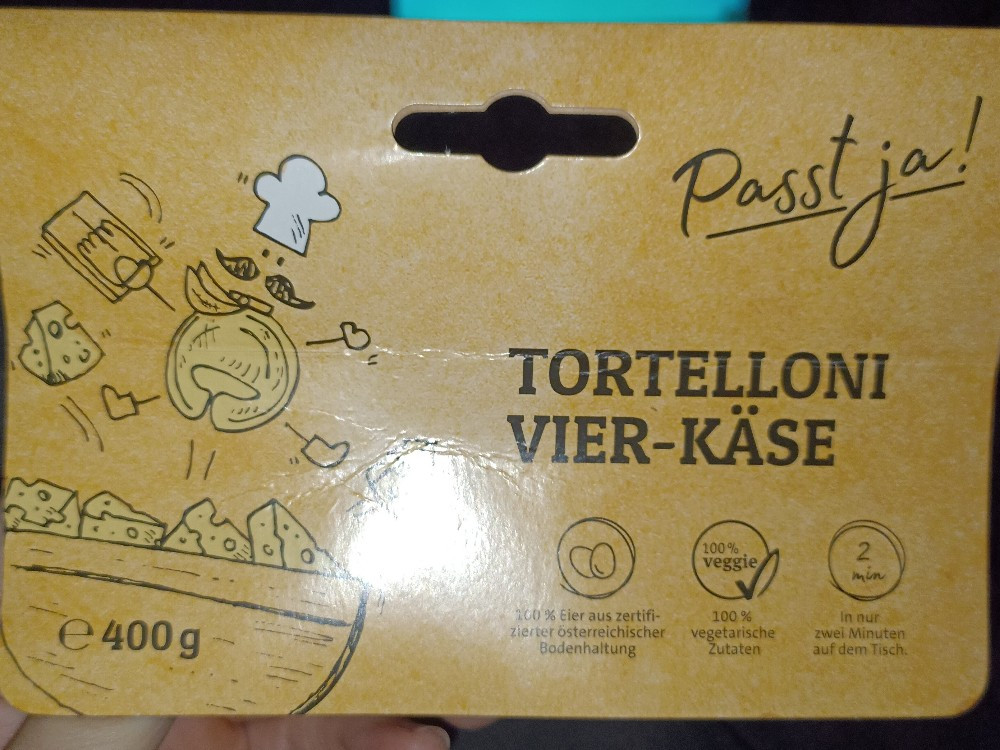 Passt ja!
TORTELLONI
VIER-KÄSE
100 % Eier aus zertifi-
zierter österreichischer
Bodenhaltung
100 %
veggie
100 %
vegetarische
Zutaten
2
min
In nur
zwei Minuten
auf dem Tisch.
℮ 400 g